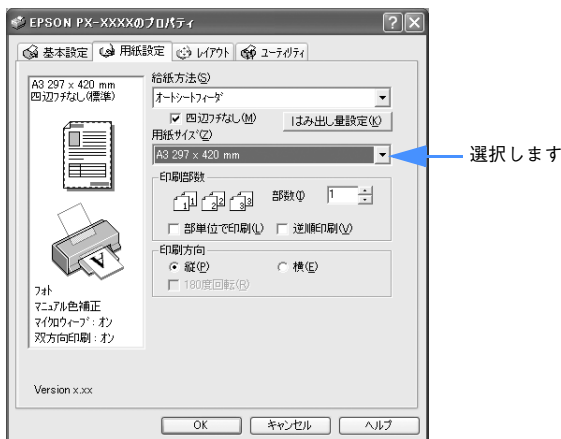 EPSON PX-XXXXのプロパティ
基本設定 用紙設定 レイアウト ユーティリティ
A3 297 x 420 mm
四辺フチなし(標準)
給紙方法(S)
オートシートフィーダ
四辺フチなし(M) はみ出し量設定(K)
用紙サイズ(Z)
A3 297 x 420 mm
選択します
印刷部数
1 1 2 2 3 3
部数(I) 1
部単位で印刷(L) 逆順印刷(V)
印刷方向
縦(P) 横(E)
180度回転(R)
A
フォト
マニュアル色補正
マイクロウィーブ: オン
双方向印刷: オン
Version x.xx
OK キャンセル ヘルプ